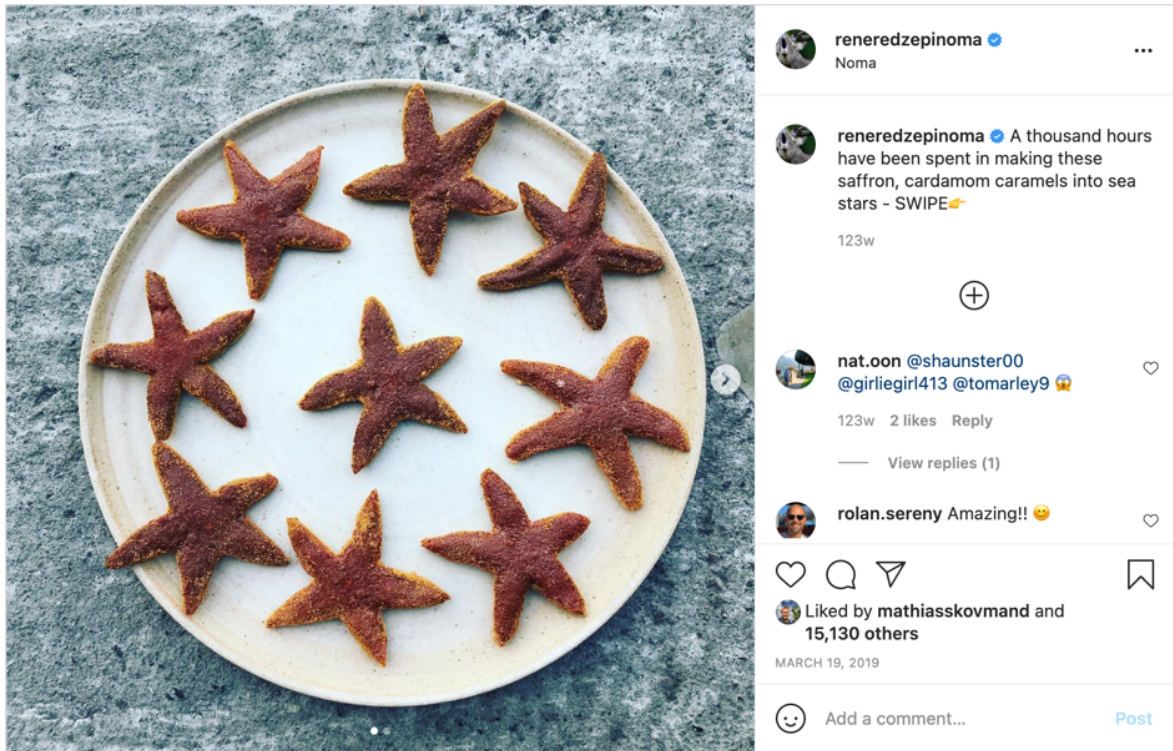 reneredzepinoma
Noma
reneredzepinoma A thousand hours
have been spent in making these
saffron, cardamom caramels into sea
stars - SWIPE👉
123w
nat.oon @shaunster00
@girliegirl413 @tomarley9 😱
123w 2 likes Reply
View replies (1)
rolan.sereny Amazing!! 😊
Liked by mathiasskovmand and
15,130 others
MARCH 19, 2019
Add a comment... Post